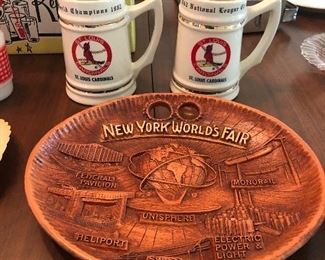 World Champions 1982
National League
ST. LOUIS CARDINALS
ST. LOUIS CARDINALS
NEW YORK WORLD'S FAIR
FEDERAL PAVILION
MONORAIL
UNISPHERE
HELIPORT
ELECTRIC POWER & LIGHT